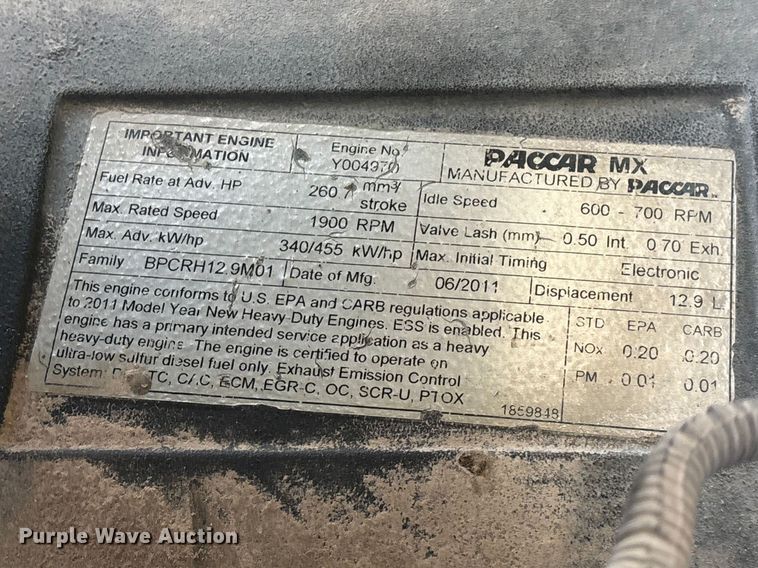 IMPORTANT ENGINE
INFORMATION
Engine No
Y004970
PACCAR MX
MANUFACTURED BY PACCAR
Fuel Rate at Adv. HP 260 mm³/
stroke
Idle Speed 600 - 700 RPM
Max. Rated Speed 1900 RPM
Valve Lash (mm) 0.50 Int. 0.70 Exh.
Max. Adv. kW/hp 340/455 kW/hp
Max. Initial Timing Electronic
Family BPCRH12.9M01
Date of Mfg. 06/2011
Displacement 12.9 L
This engine conforms to U.S. EPA and CARB regulations applicable
to 2011 Model Year New Heavy-Duty Engines. ESS is enabled. This
engine has a primary intended service application as a heavy
heavy-duty engine. The engine is certified to operate on
ultra-low sulfur diesel fuel only. Exhaust Emission Control
System: TC, CAC, ECM, EGR-C, OC, SCR-U, PTOX
STD EPA CARB
NOx 0.20 0.20
PM 0.01 0.01
1859848
Purple Wave Auction